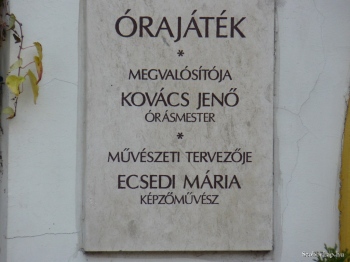 ÓRAJÁTÉK
*
MEGVALÓSÍTÓJA
KOVÁCS JENŐ
ÓRÁSMESTER
*
MŰVÉSZETI TERVEZŐJE
ECSEDI MÁRIA
KÉPZŐMŰVÉSZ